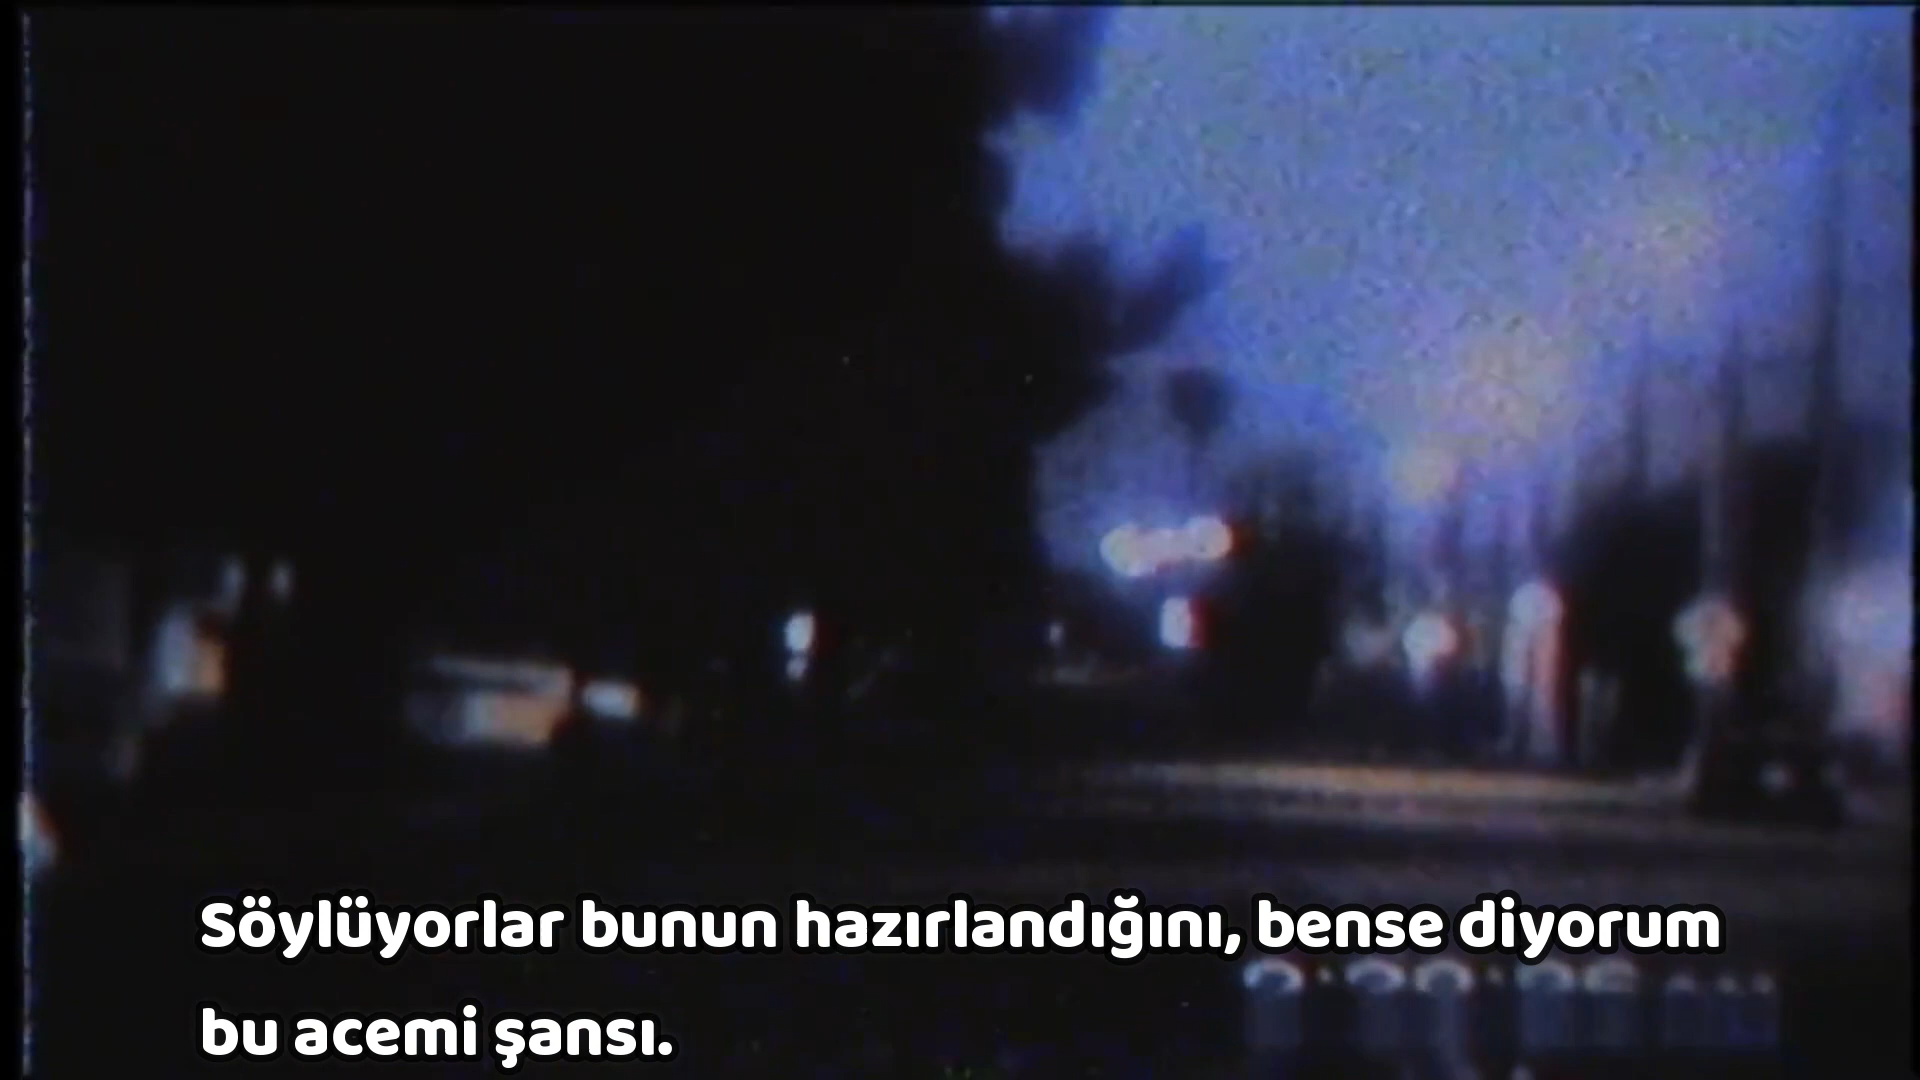 Söylüyorlar bunun hazırlandığını, bense diyorum
bu acemi şansı.